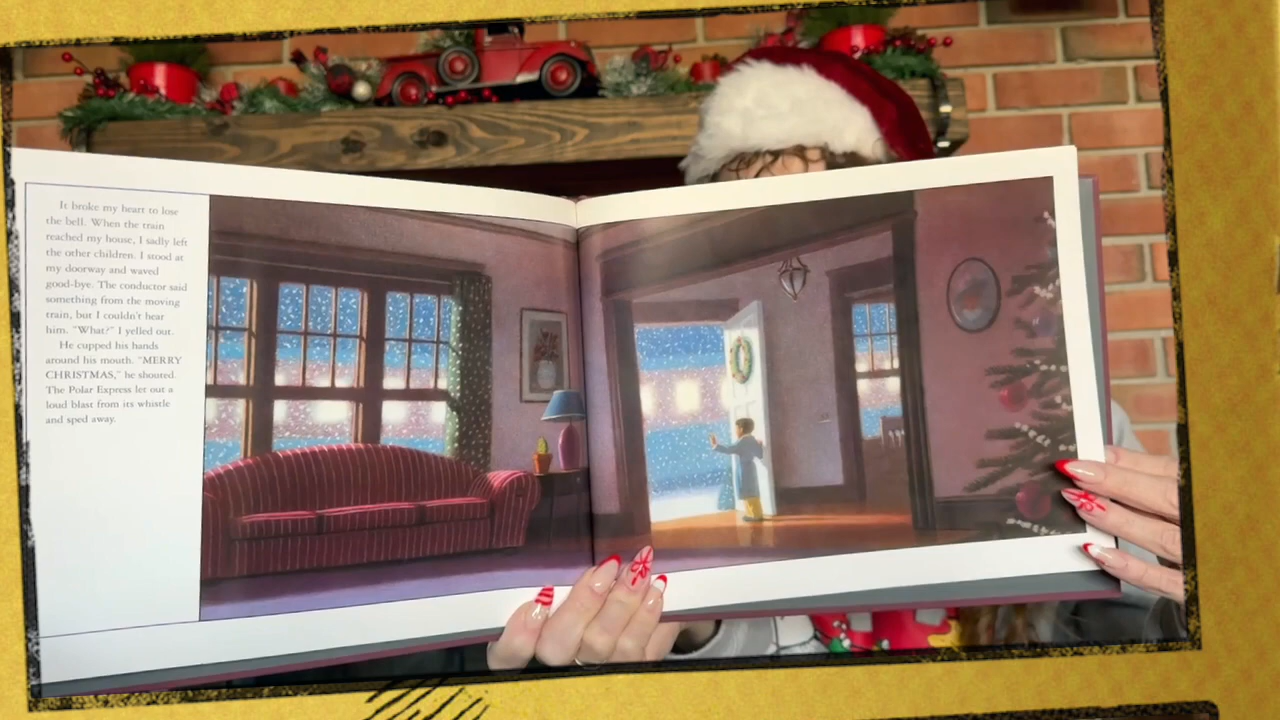 It broke my heart to lose
the bell. When the train
reached my house, I sadly left
the other children. I stood at
my doorway and waved
good-bye. The conductor said
something from the moving
train, but I couldn't hear
him. "What?" I yelled out.
He cupped his hands
around his mouth. "MERRY
CHRISTMAS," he shouted.
The Polar Express let out a
loud blast from its whistle
and sped away.